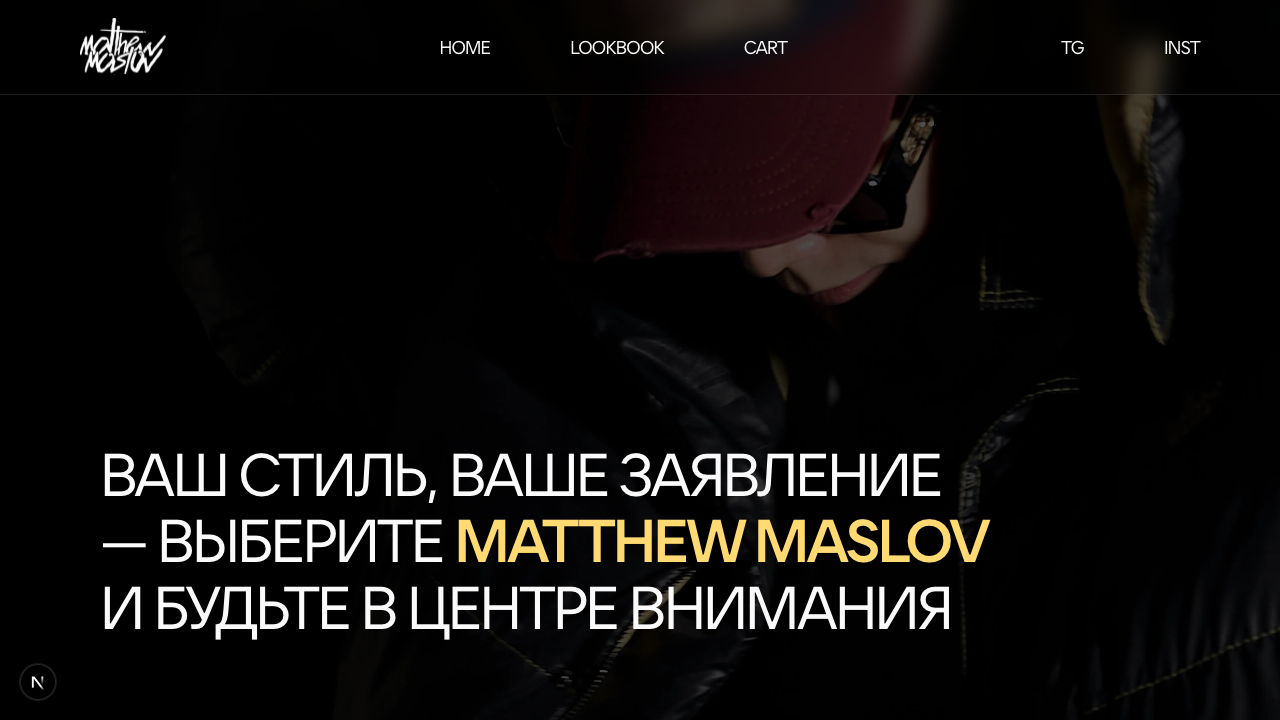 Matthew
Maslov
HOME LOOKBOOK CART TG INST
ВАШ СТИЛЬ, ВАШЕ ЗАЯВЛЕНИЕ
— ВЫБЕРИТЕ MATTHEW MASLOV
И БУДЬТЕ В ЦЕНТРЕ ВНИМАНИЯ
N